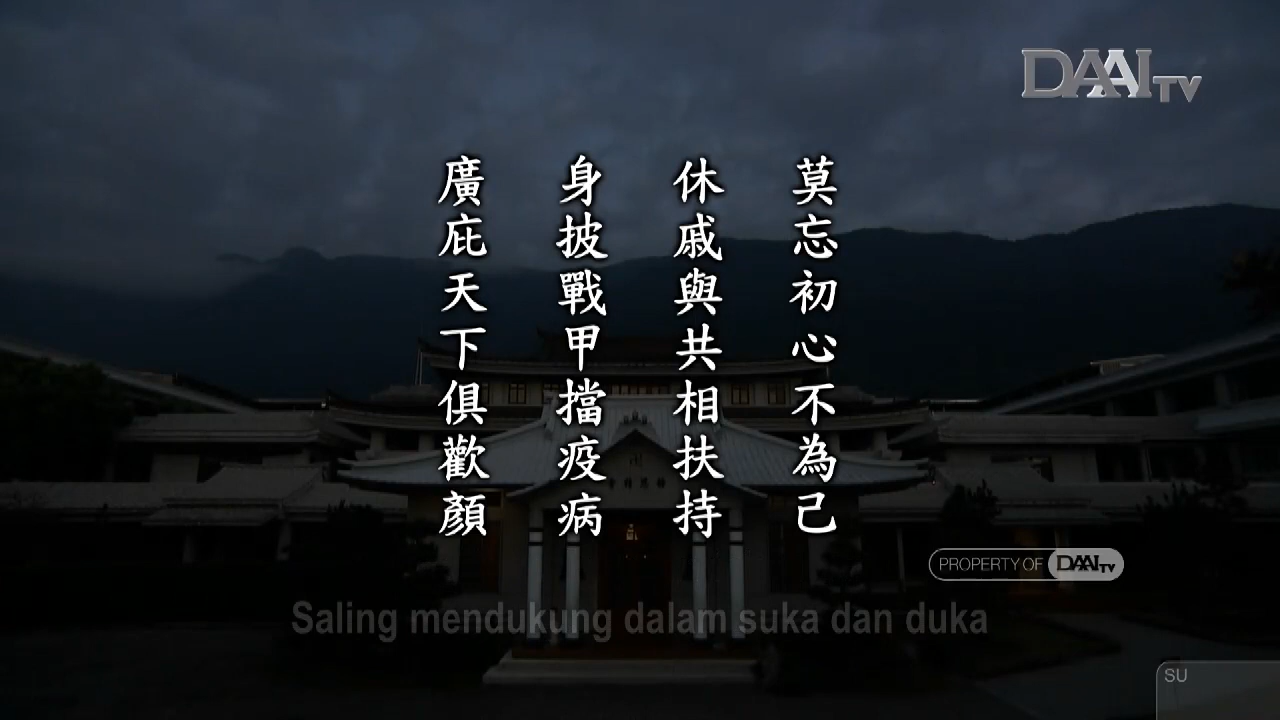 DAAI TV
莫忘初心不為己
休戚與共相扶持
身披戰甲擋疫病
廣庇天下俱歡顏
PROPERTY OF DAAI TV
Saling mendukung dalam suka dan duka
SU